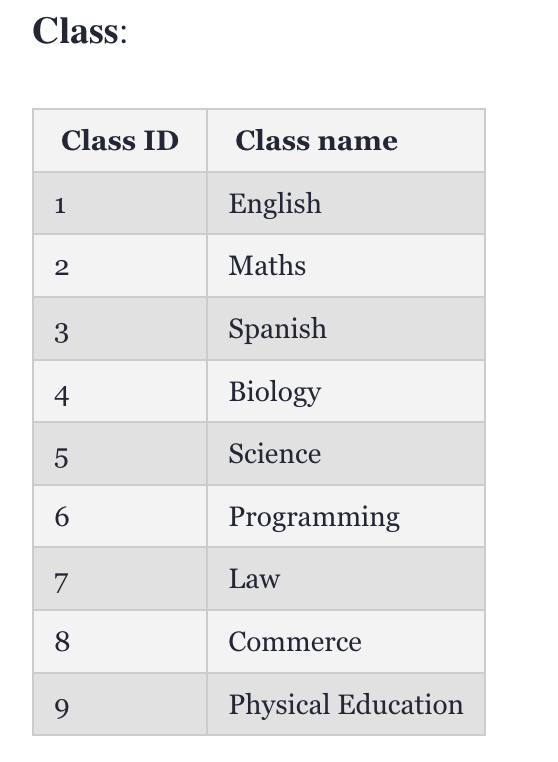 Class:
Class ID Class name
1 English
2 Maths
3 Spanish
4 Biology
5 Science
6 Programming
7 Law
8 Commerce
9 Physical Education